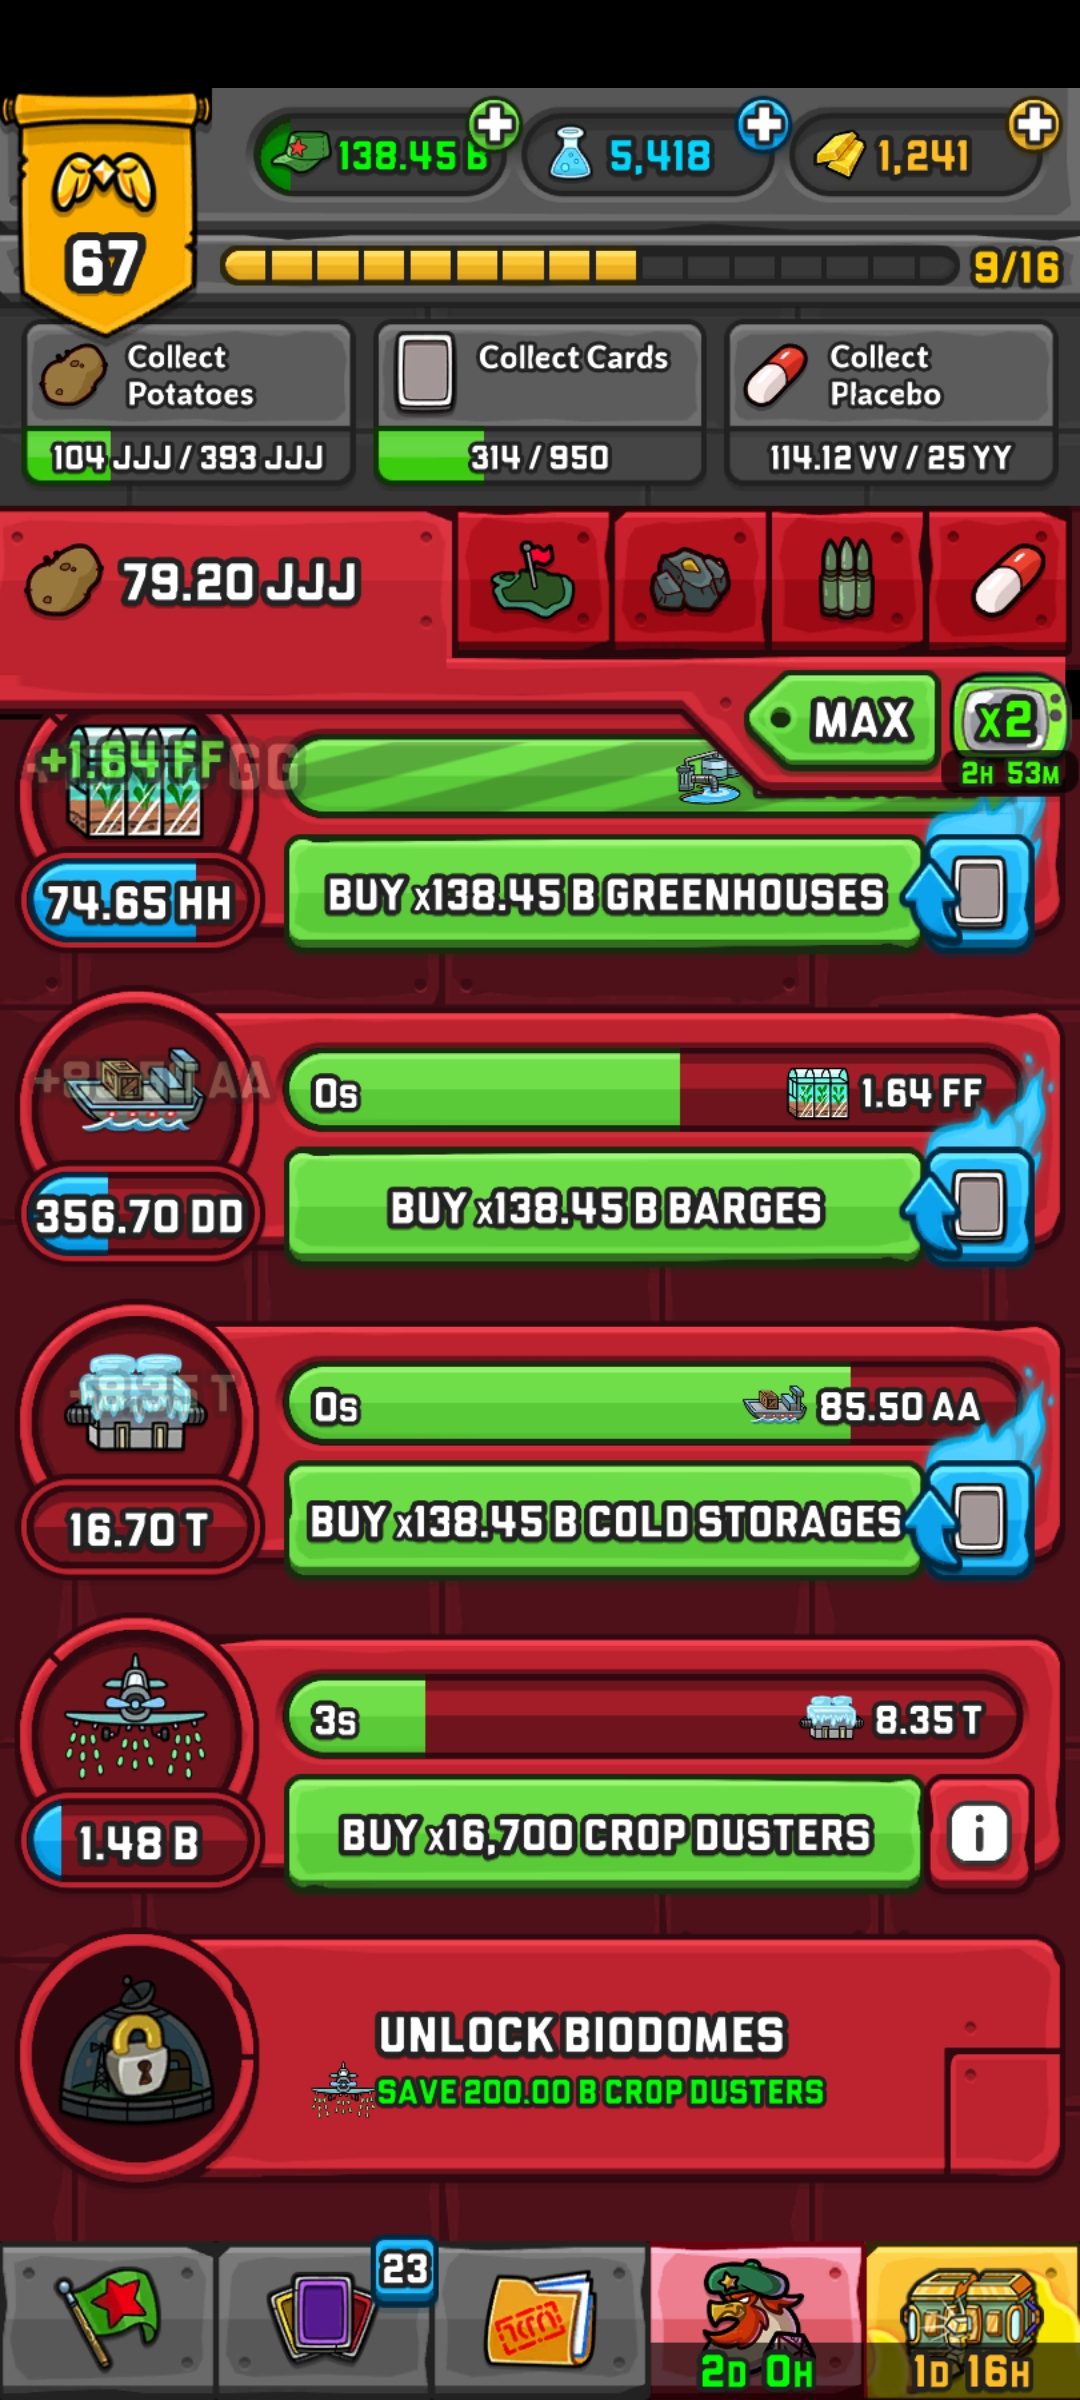 138.45 B
5,418
1,241
67
9/16
Collect Potatoes
104 JJJ / 393 JJJ
Collect Cards
314 / 950
Collect Placebo
114.12 VV / 25 YY
79.20 JJJ
MAX
x2
2H 53M
+1.64 FF
GG
74.65 HH
BUY x138.45 B GREENHOUSES
AA
0s
1.64 FF
356.70 DD
BUY x138.45 B BARGES
T
0s
85.50 AA
16.70 T
BUY x138.45 B COLD STORAGES
3s
8.35 T
1.48 B
BUY x16,700 CROP DUSTERS
i
UNLOCK BIODOMES
SAVE 200.00 B CROP DUSTERS
23
2D 0H
1D 16H